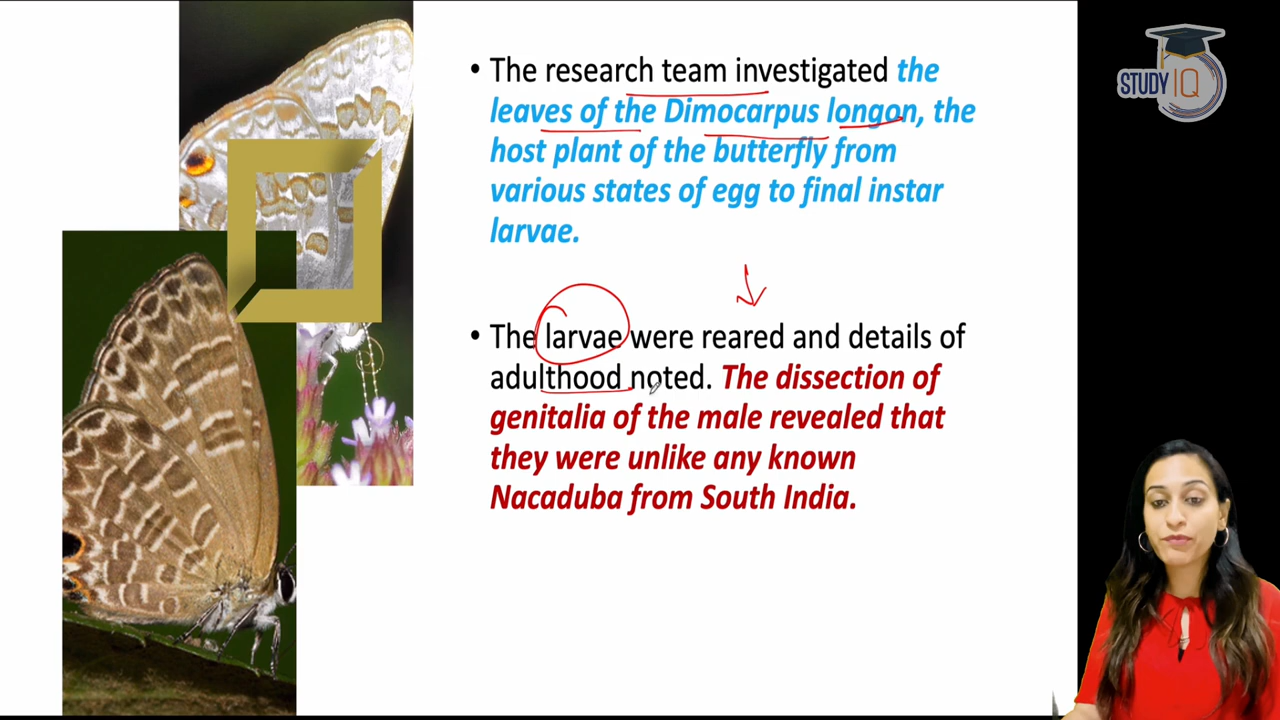 • The research team investigated the
leaves of the Dimocarpus longon, the
host plant of the butterfly from
various states of egg to final instar
larvae.
• The larvae were reared and details of
adulthood noted. The dissection of
genitalia of the male revealed that
they were unlike any known
Nacaduba from South India.
STUDY IQ